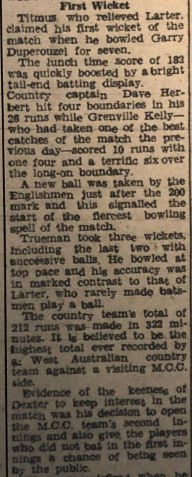 First Wicket
Titmus, who relieved Larter,
claimed his first wicket of the
match when he bowled Garry
Duperouzel for seven.
The lunch time score of 183
was quickly boosted by a bright
tail-end batting display.
Country captain Dave Her-
bert hit four boundaries in his
26 runs while Grenville Kelly—
who had taken one of the best
catches of the match the pre-
vious day—scored 10 runs with
one four and a terrific six over
the long-on boundary.
A new ball was taken by the
Englishmen just after the 200
mark and this signalled the
start of the fiercest bowling
spell of the match.
Trueman took three wickets,
including the last two with
successive balls. He bowled at
top pace and his accuracy was
in marked contrast to that of
Larter, who rarely made bats-
men play a ball.
The country team's total of
212 runs was made in 322 mi-
nutes. It is believed to be the
highest total ever recorded by
a West Australian country
team against a visiting M.C.C.
side.
Evidence of the keeness of
Dexter to keep interest in the
match was his decision to open
the M.C.C. team's second in-
nings and also give the players
who did not bat in the first in-
nings a chance of being seen
by the public.
when he